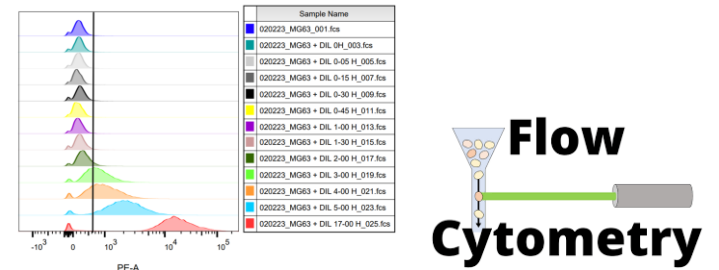 Sample Name
020223_MG63_001.fcs
020223_MG63 + DIL 0H_003.fcs
020223_MG63 + DIL 0-05 H_005.fcs
020223_MG63 + DIL 0-15 H_007.fcs
020223_MG63 + DIL 0-30 H_009.fcs
020223_MG63 + DIL 0-45 H_011.fcs
020223_MG63 + DIL 1-00 H_013.fcs
020223_MG63 + DIL 1-30 H_015.fcs
020223_MG63 + DIL 2-00 H_017.fcs
020223_MG63 + DIL 3-00 H_019.fcs
020223_MG63 + DIL 4-00 H_021.fcs
020223_MG63 + DIL 5-00 H_023.fcs
020223_MG63 + DIL 17-00 H_025.fcs
-10³ 0 10³ 10⁴ 10⁵
PE-A
Flow
Cytometry